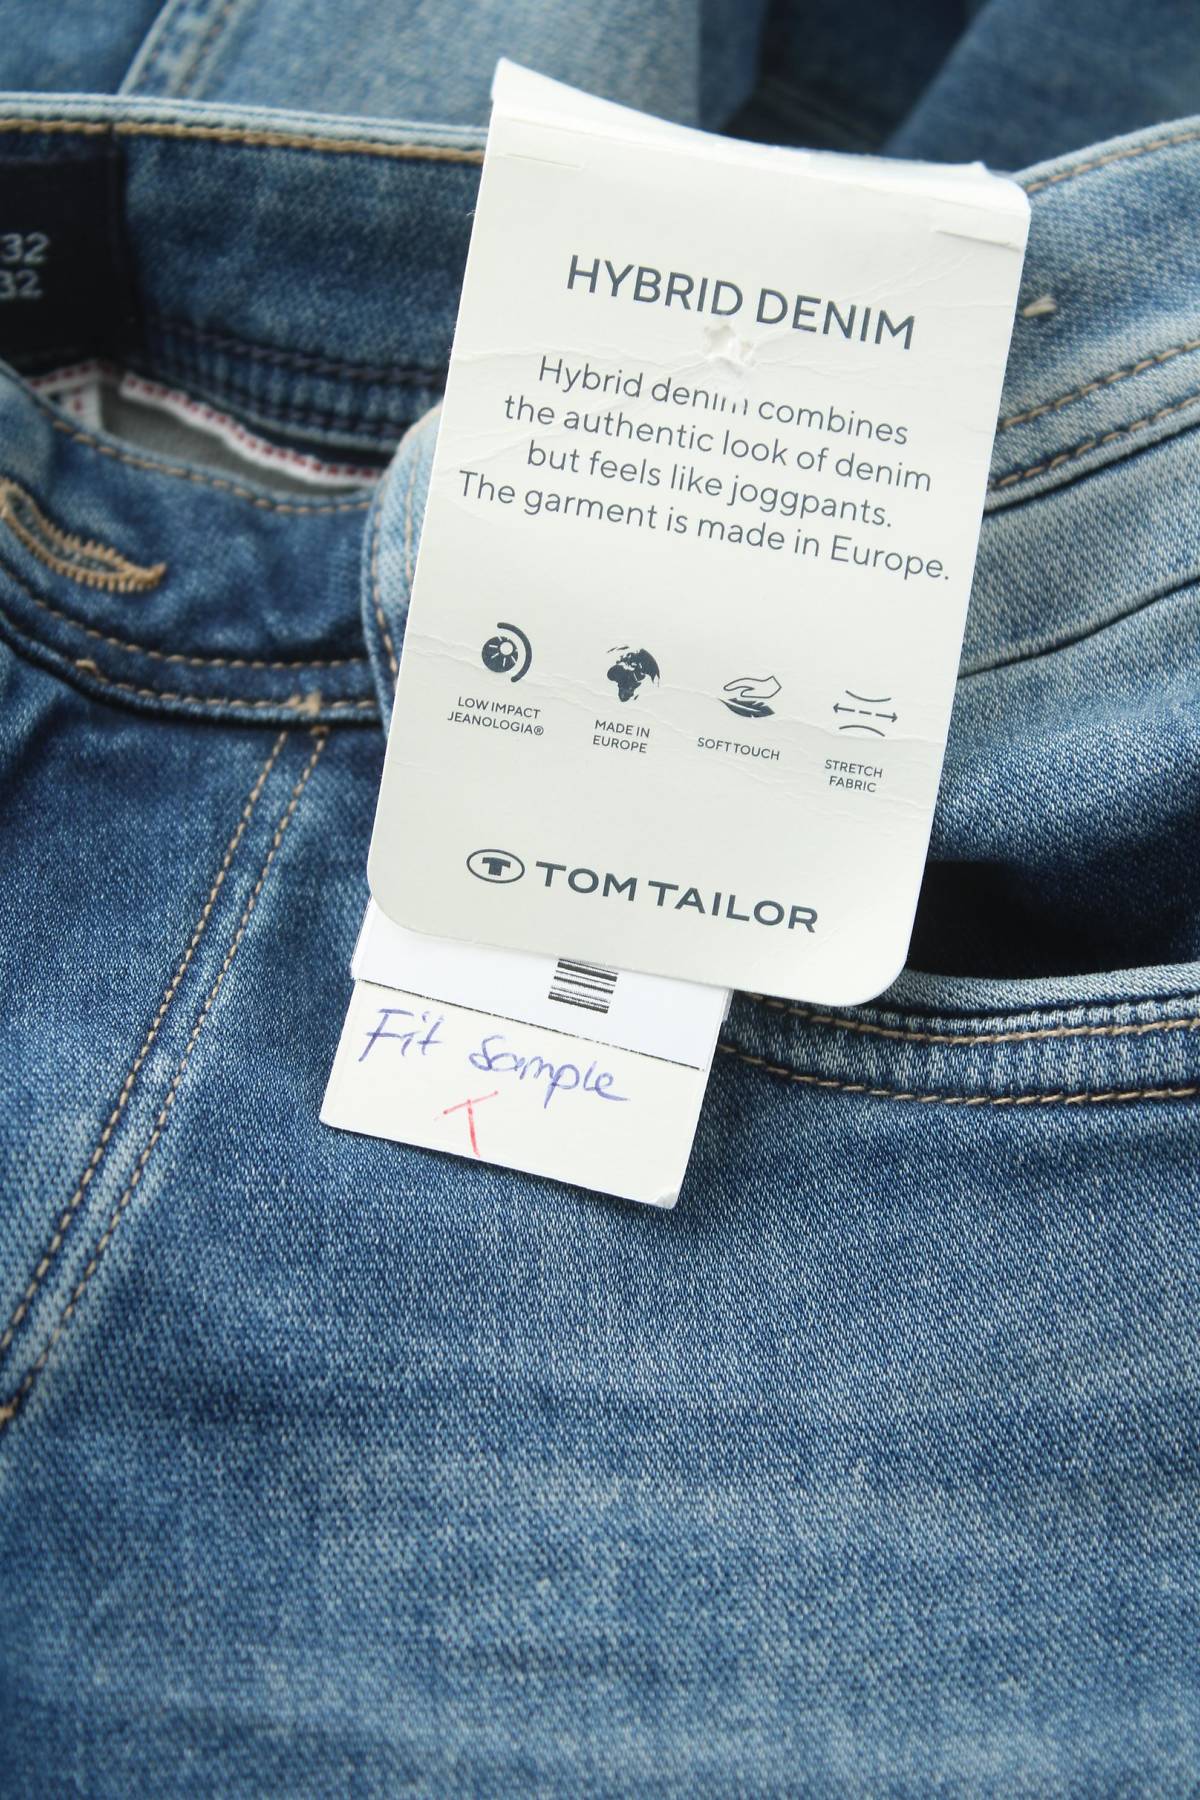 32
32
HYBRID DENIM
Hybrid denim combines
the authentic look of denim
but feels like joggpants.
The garment is made in Europe.
LOW IMPACT
JEANOLOGIA®
MADE IN
EUROPE
SOFT TOUCH
STRETCH
FABRIC
T TOM TAILOR
Fit Sample
T